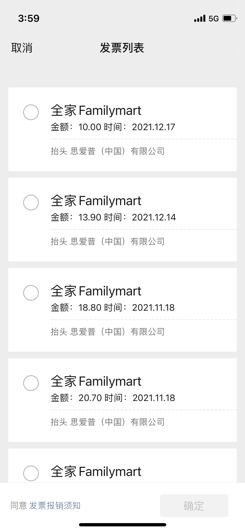 3:59
5G
取消
发票列表
全家 Familymart
金额：10.00 时间：2021.12.17
抬头 思爱普（中国）有限公司
全家 Familymart
金额：13.90 时间：2021.12.14
抬头 思爱普（中国）有限公司
全家 Familymart
金额：18.80 时间：2021.11.18
抬头 思爱普（中国）有限公司
全家 Familymart
金额：20.70 时间：2021.11.18
抬头 思爱普（中国）有限公司
全家 Familymart
同意 发票报销须知
确定